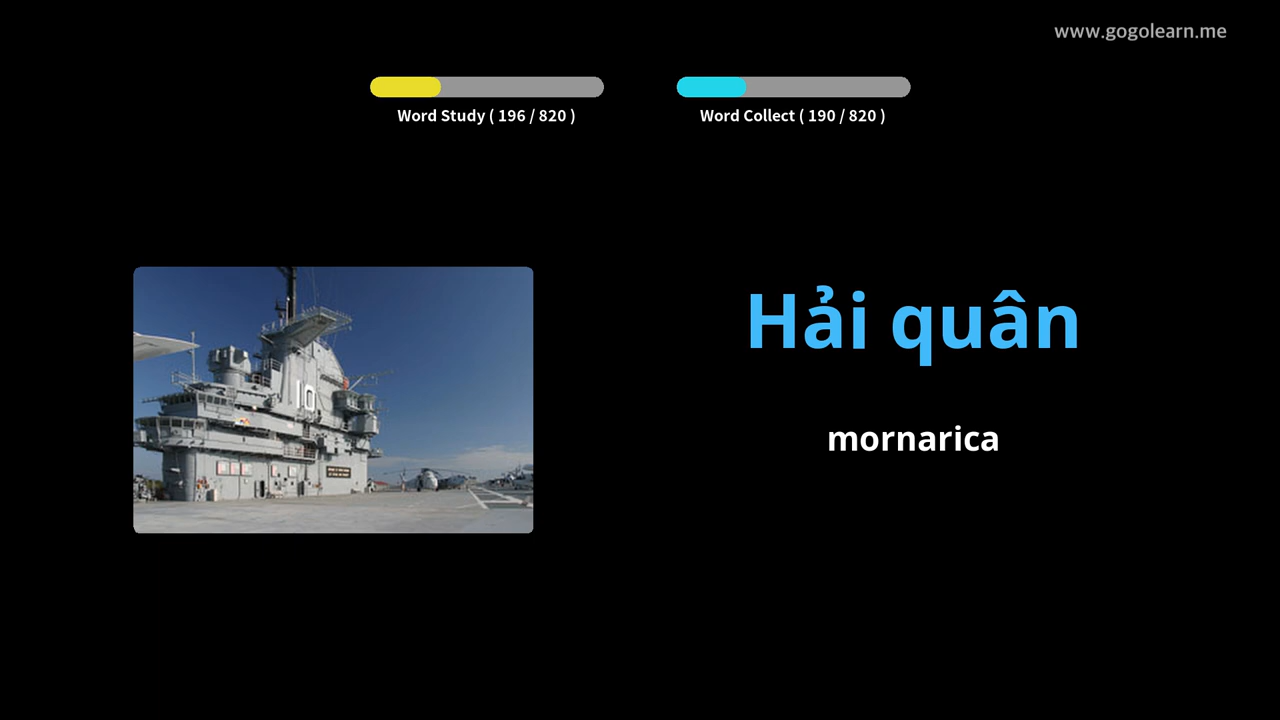 www.gogolearn.me
Word Study ( 196 / 820 )
Word Collect ( 190 / 820 )
10
Hải quân
mornarica